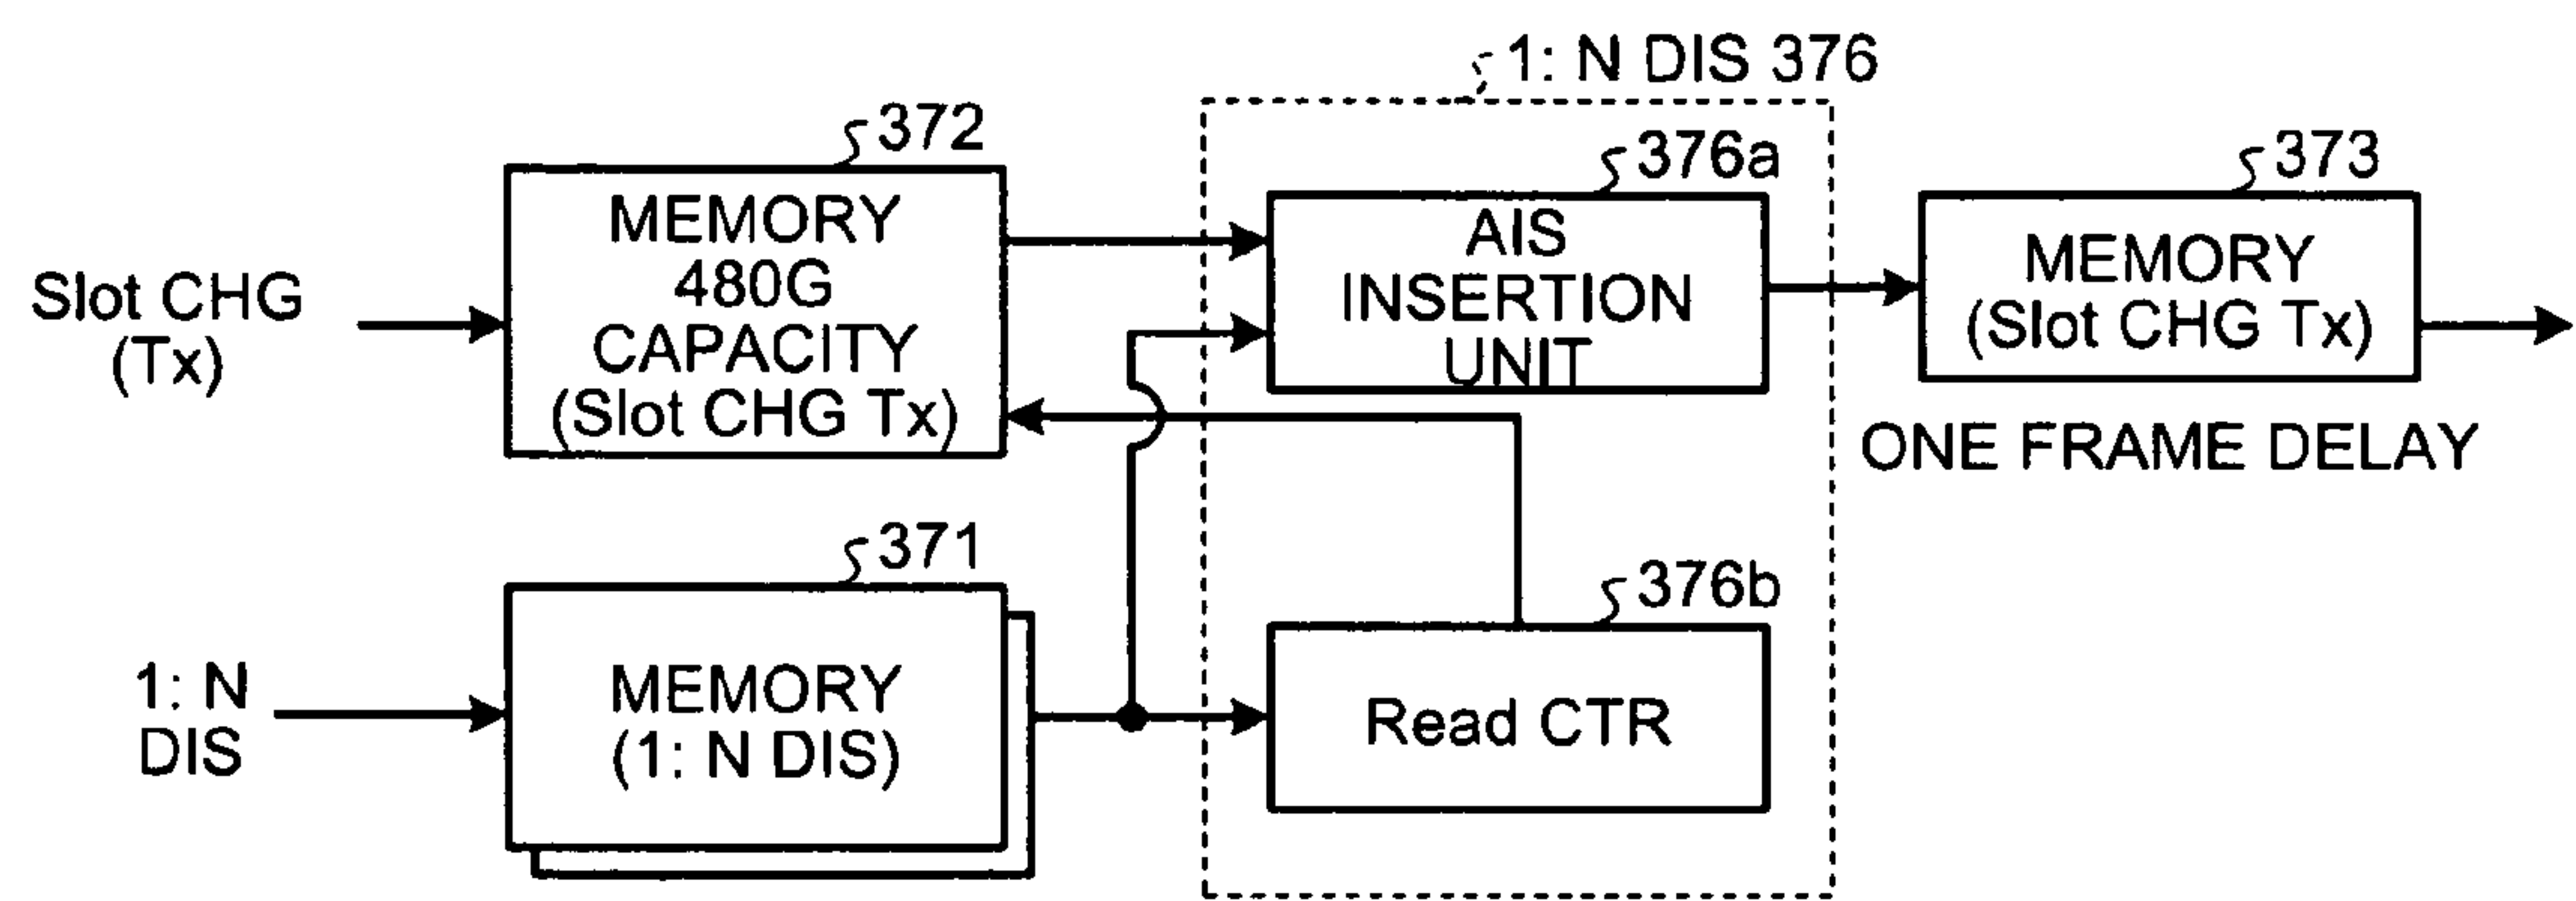 1: N DIS 376
372
376a
373
Slot CHG
(Tx)
MEMORY
480G
CAPACITY
(Slot CHG Tx)
AIS
INSERTION
UNIT
MEMORY
(Slot CHG Tx)
ONE FRAME DELAY
371
376b
1: N
DIS
MEMORY
(1: N DIS)
Read CTR